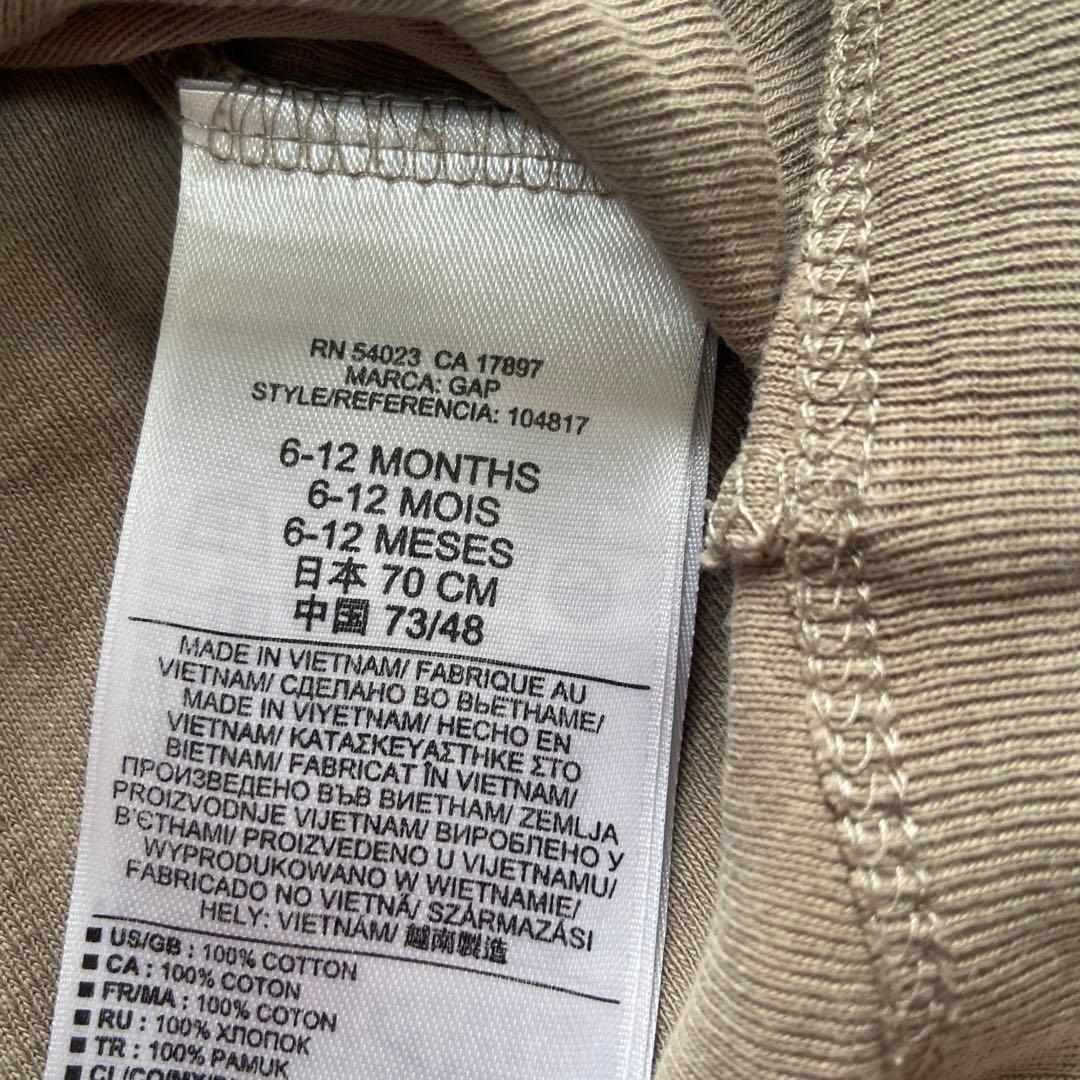 RN 54023 CA 17897
MARCA: GAP
STYLE/REFERENCIA: 104817
6-12 MONTHS
6-12 MOIS
6-12 MESES
日本 70 CM
中国 73/48
MADE IN VIETNAM/ FABRIQUE AU
VIETNAM/ СДЕЛАНО ВО ВЬЕТНАМЕ/
MADE IN VIYETNAM/ HECHO EN
VIETNAM/ ΚΑΤΑΣΚΕΥΑΣΤΗΚΕ ΣΤΟ
ΒΙΕΤΝΑΜ/ FABRICAT ÎN VIETNAM/
ПРОИЗВЕДЕНО ВЪВ ВИЕТНАМ/ ZEMLJA
PROIZVODNJE VIJETNAM/ ВИРОБЛЕНО У
В'ЄТНАМІ/ PROIZVEDENO U VIJETNAMU/
WYPRODUKOWANO W WIETNAMIE/
FABRICADO NO VIETNÃ/ SZÁRMAZÁSI
HELY: VIETNÁM/ 越南製造
■ US/GB : 100% COTTON
■ CA : 100% COTON
■ FR/MA : 100% COTON
■ RU : 100% ХЛОПОК
■ TR : 100% PAMUK